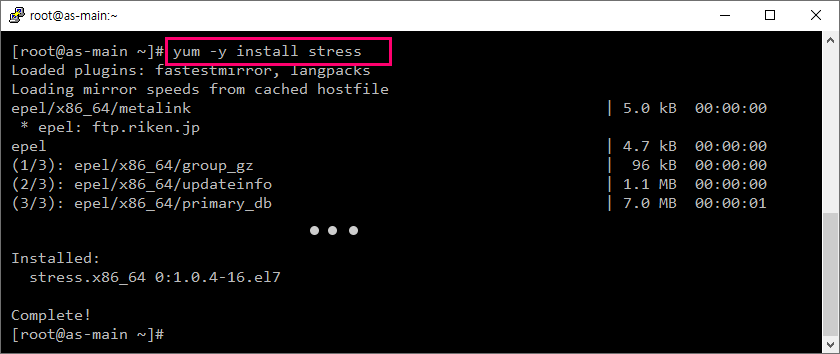 root@as-main:~
[root@as-main ~]# yum -y install stress
Loaded plugins: fastestmirror, langpacks
Loading mirror speeds from cached hostfile
epel/x86_64/metalink | 5.0 kB 00:00:00
* epel: ftp.riken.jp
epel | 4.7 kB 00:00:00
(1/3): epel/x86_64/group_gz | 96 kB 00:00:00
(2/3): epel/x86_64/updateinfo | 1.1 MB 00:00:00
(3/3): epel/x86_64/primary_db | 7.0 MB 00:00:01
● ● ●
Installed:
stress.x86_64 0:1.0.4-16.el7
Complete!
[root@as-main ~]#